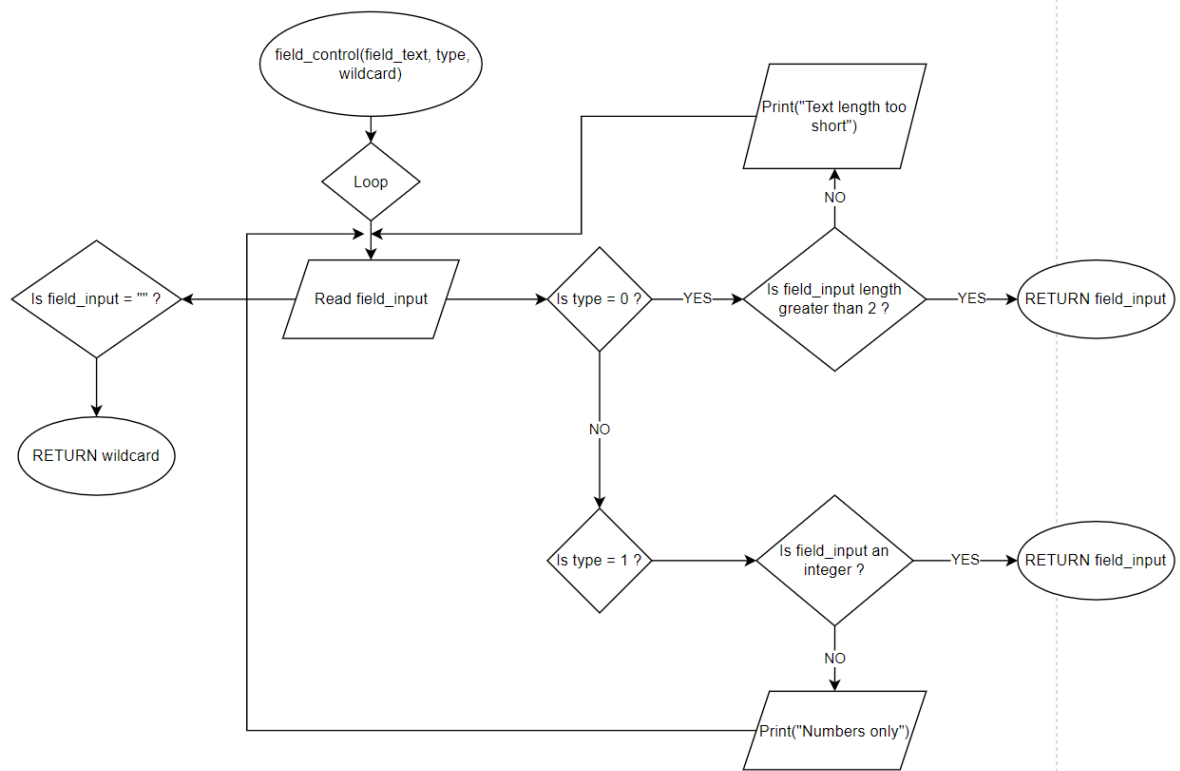 field_control(field_text, type,
wildcard)
Print("Text length too
short")
Loop
NO
Is field_input = "" ?
Read field_input
Is type = 0 ?
YES
Is field_input length
greater than 2 ?
YES
RETURN field_input
NO
RETURN wildcard
Is type = 1 ?
Is field_input an
integer ?
YES
RETURN field_input
NO
Print("Numbers only")